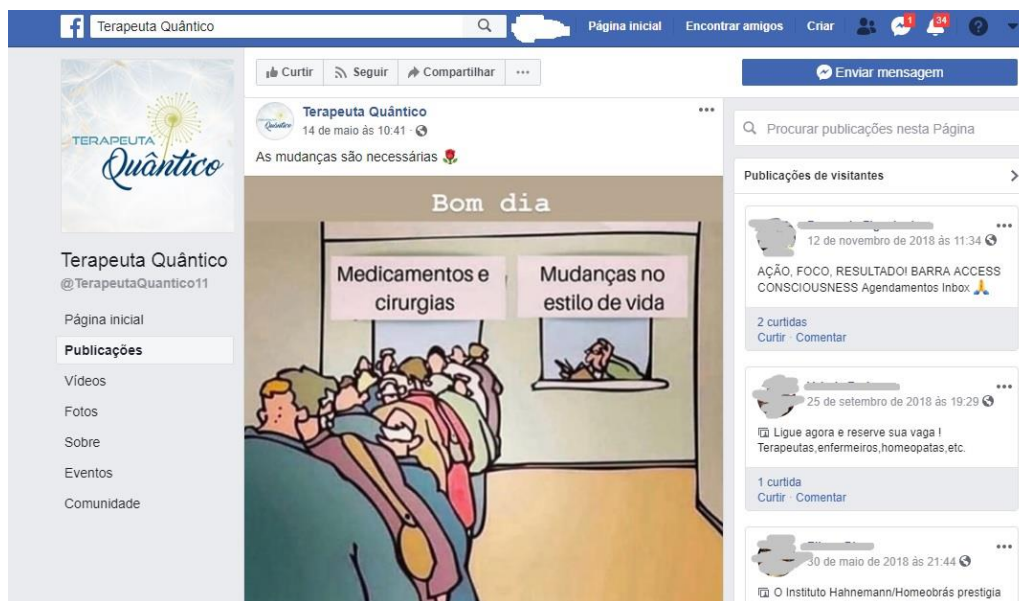 Terapeuta Quântico
Página inicial
Encontrar amigos
Criar
1
34
TERAPEUTA
Quântico
Terapeuta Quântico
@TerapeutaQuantico11
Página inicial
Publicações
Vídeos
Fotos
Sobre
Eventos
Comunidade
Curtir
Seguir
Compartilhar
Terapeuta Quântico
14 de maio às 10:41
As mudanças são necessárias
Bom dia
Medicamentos e
cirurgias
Mudanças no
estilo de vida
Enviar mensagem
Procurar publicações nesta Página
Publicações de visitantes
12 de novembro de 2018 às 11:34
AÇÃO, FOCO, RESULTADO! BARRA ACCESS
CONSCIOUSNESS Agendamentos Inbox
2 curtidas
Curtir · Comentar
25 de setembro de 2018 às 19:29
Ligue agora e reserve sua vaga !
Terapeutas,enfermeiros,homeopatas,etc.
1 curtida
Curtir · Comentar
30 de maio de 2018 às 21:44
O Instituto Hahnemann/Homeobrás prestigia